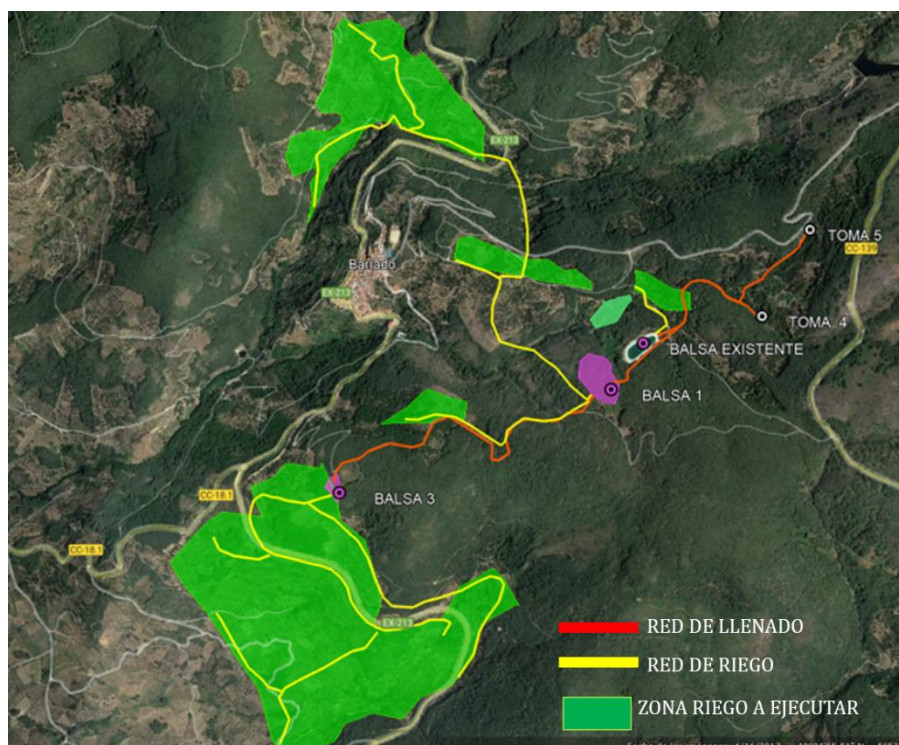 EX-213
TOMA 5
CC-139
Barrado
EX-213
TOMA 4
BALSA EXISTENTE
BALSA 1
CC-18.1
BALSA 3
CC-18.1
EX-213
RED DE LLENADO
RED DE RIEGO
ZONA RIEGO A EJECUTAR